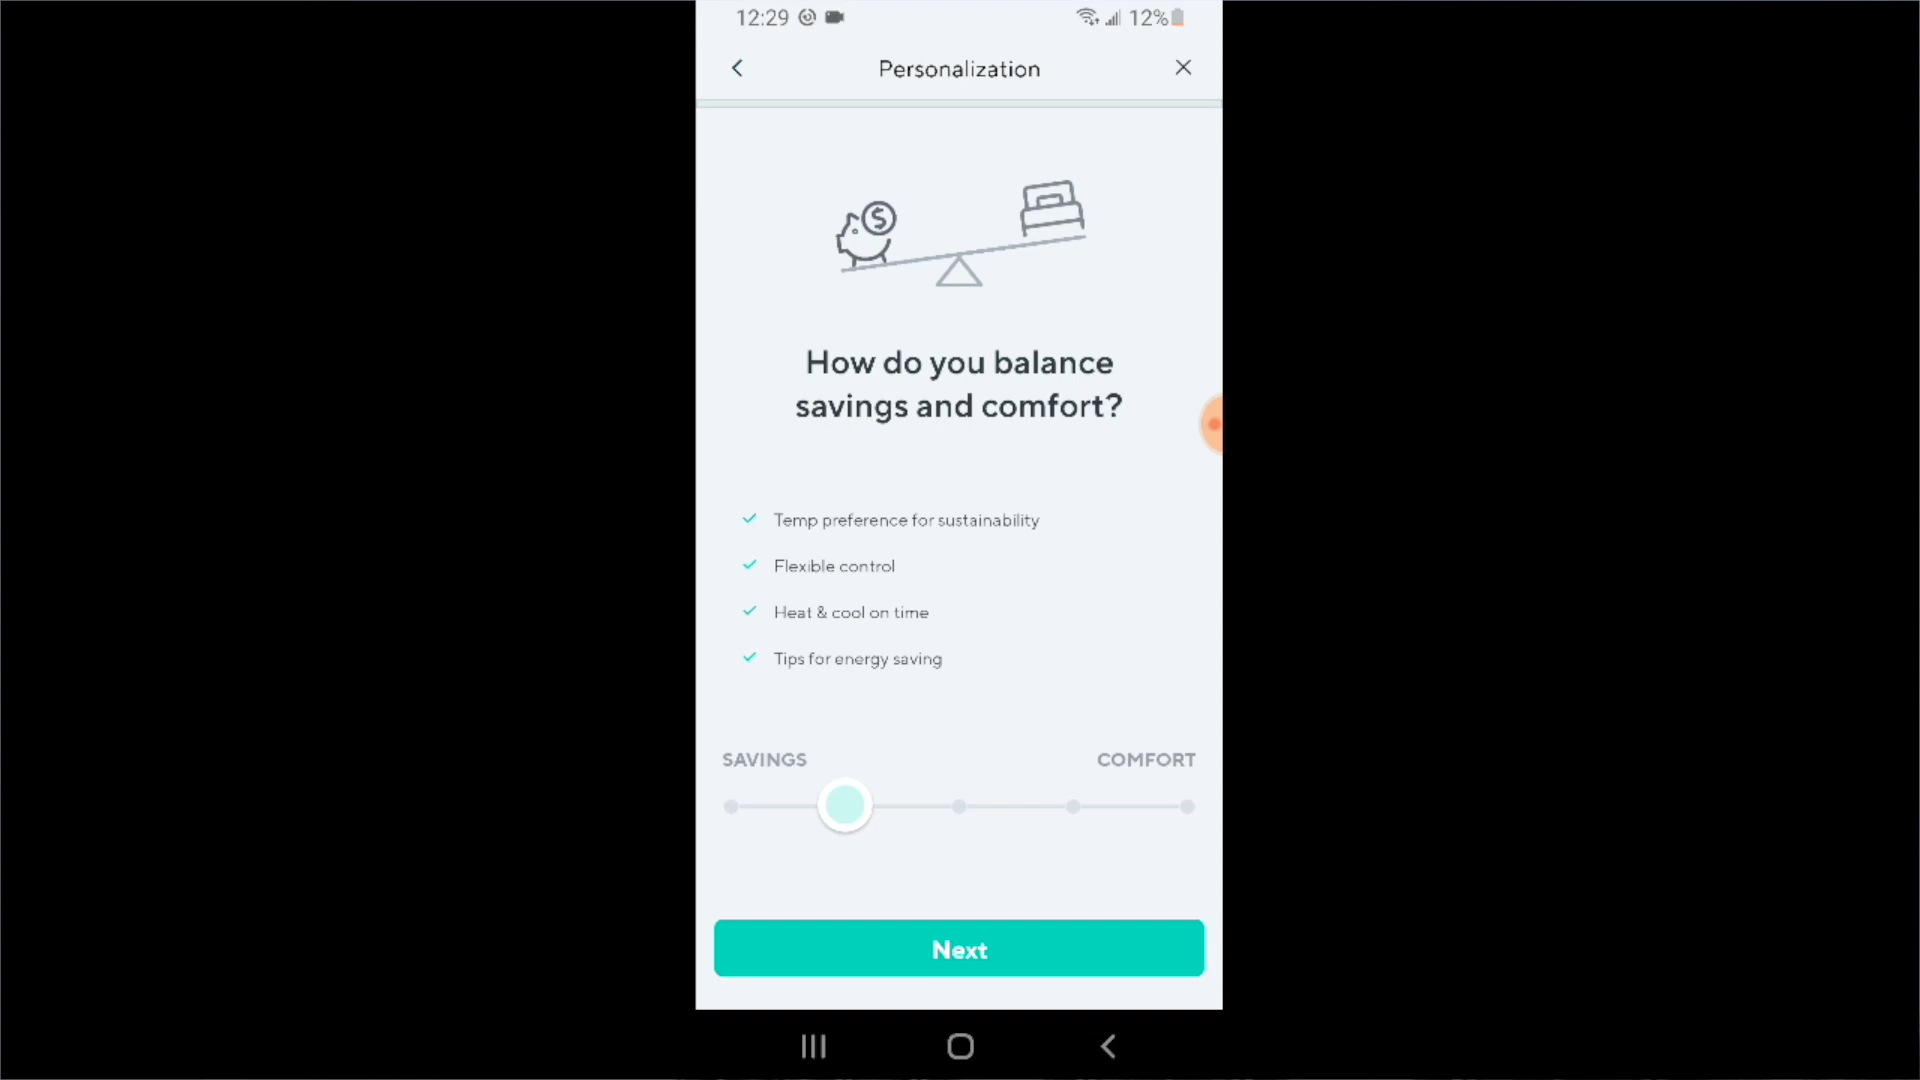 12:29 12%
Personalization
$
How do you balance
savings and comfort?
Temp preference for sustainability
Flexible control
Heat & cool on time
Tips for energy saving
SAVINGS COMFORT
Next